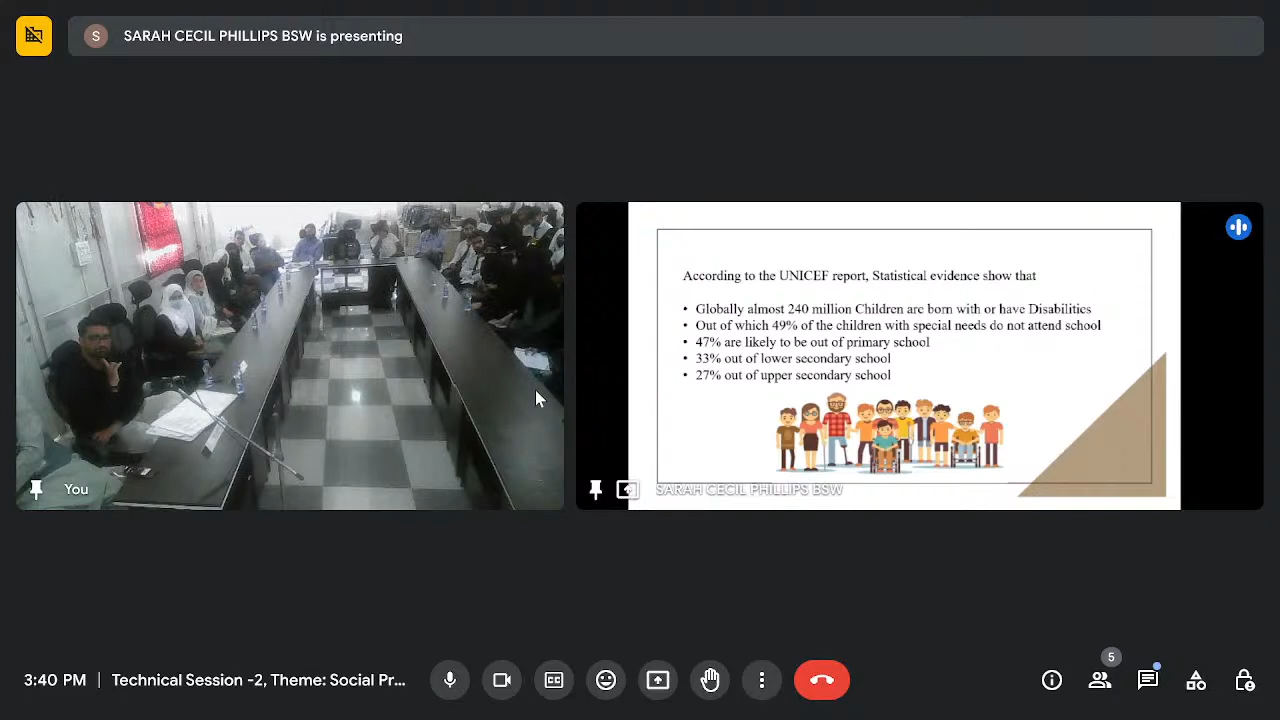 S SARAH CECIL PHILLIPS BSW is presenting
According to the UNICEF report, Statistical evidence show that
• Globally almost 240 million Children are born with or have Disabilities
• Out of which 49% of the children with special needs do not attend school
• 47% are likely to be out of primary school
• 33% out of lower secondary school
• 27% out of upper secondary school
You
SARAH CECIL PHILLIPS BSW
3:40 PM | Technical Session -2, Theme: Social Pr...
5